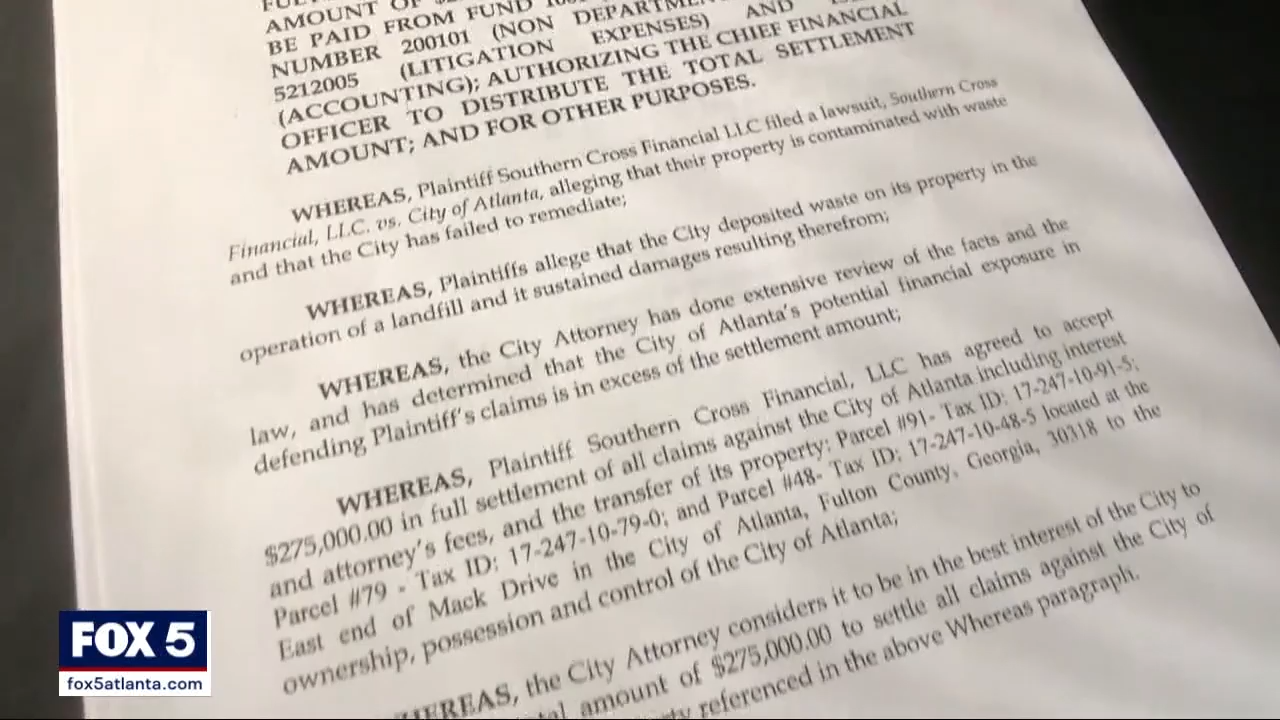 AMOUNT OF
BE PAID FROM FUND
NUMBER 200101 (NON
5212005 (LITIGATION EXPENSES) AND
(ACCOUNTING); AUTHORIZING THE CHIEF FINANCIAL
OFFICER TO DISTRIBUTE THE TOTAL SETTLEMENT
AMOUNT; AND FOR OTHER PURPOSES.
WHEREAS, Plaintiff Southern Cross Financial LLC filed a lawsuit, Southern Cross
Financial, LLC. vs. City of Atlanta, alleging that their property is contaminated with waste
and that the City has failed to remediate;
WHEREAS, Plaintiffs allege that the City deposited waste on its property in the
operation of a landfill and it sustained damages resulting therefrom;
WHEREAS, the City Attorney has done extensive review of the facts and the
law, and has determined that the City of Atlanta's potential financial exposure in
defending Plaintiff's claims is in excess of the settlement amount;
WHEREAS, Plaintiff Southern Cross Financial, LLC has agreed to accept
$275,000.00 in full settlement of all claims against the City of Atlanta including interest
and attorney's fees, and the transfer of its property; Parcel #91- Tax ID: 17-247-10-91-5;
Parcel #79 - Tax ID: 17-247-10-79-0; and Parcel #48- Tax ID: 17-247-10-48-5 located at the
East end of Mack Drive in the City of Atlanta, Fulton County, Georgia, 30318 to the
ownership, possession and control of the City of Atlanta;
the City Attorney considers it to be in the best interest of the City to
amount of $275,000.00 to settle all claims against the City of
referenced in the above Whereas paragraph.
FOX 5
fox5atlanta.com